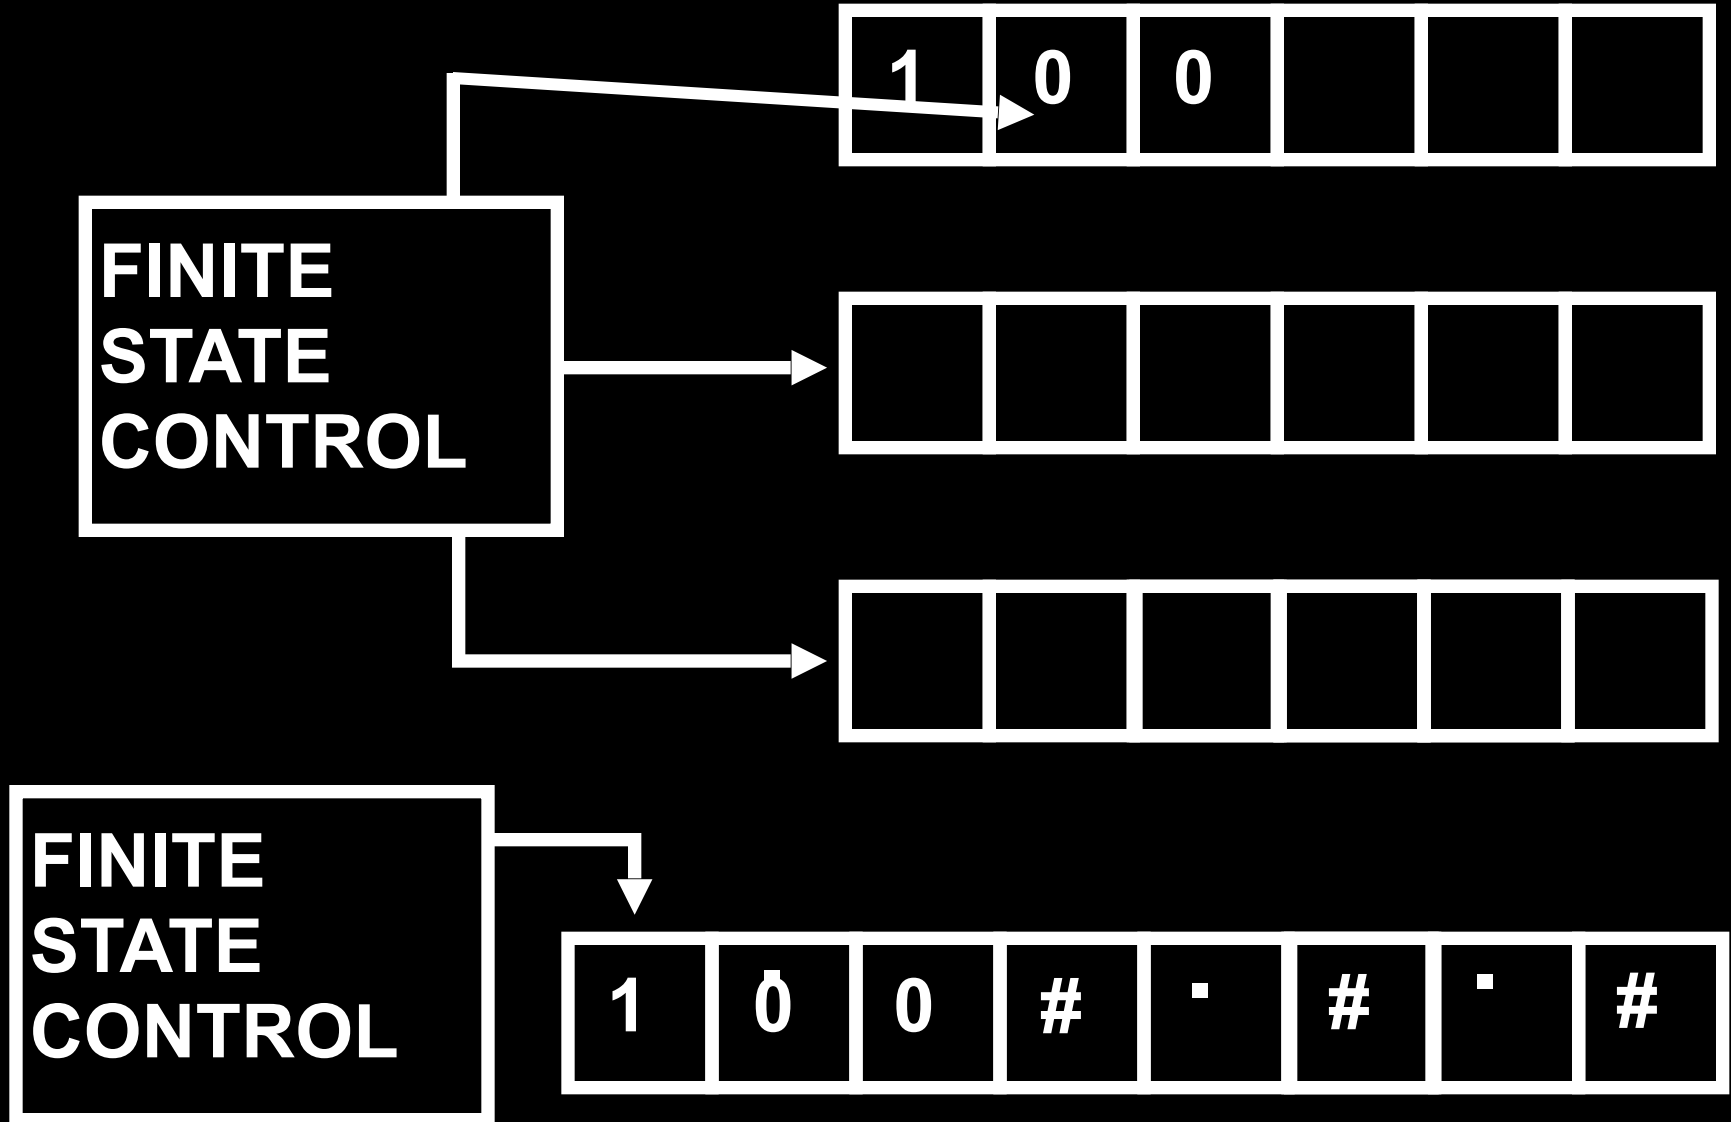 1 0 0
FINITE
STATE
CONTROL
FINITE
STATE
CONTROL
1 0̇ 0 # . # . #